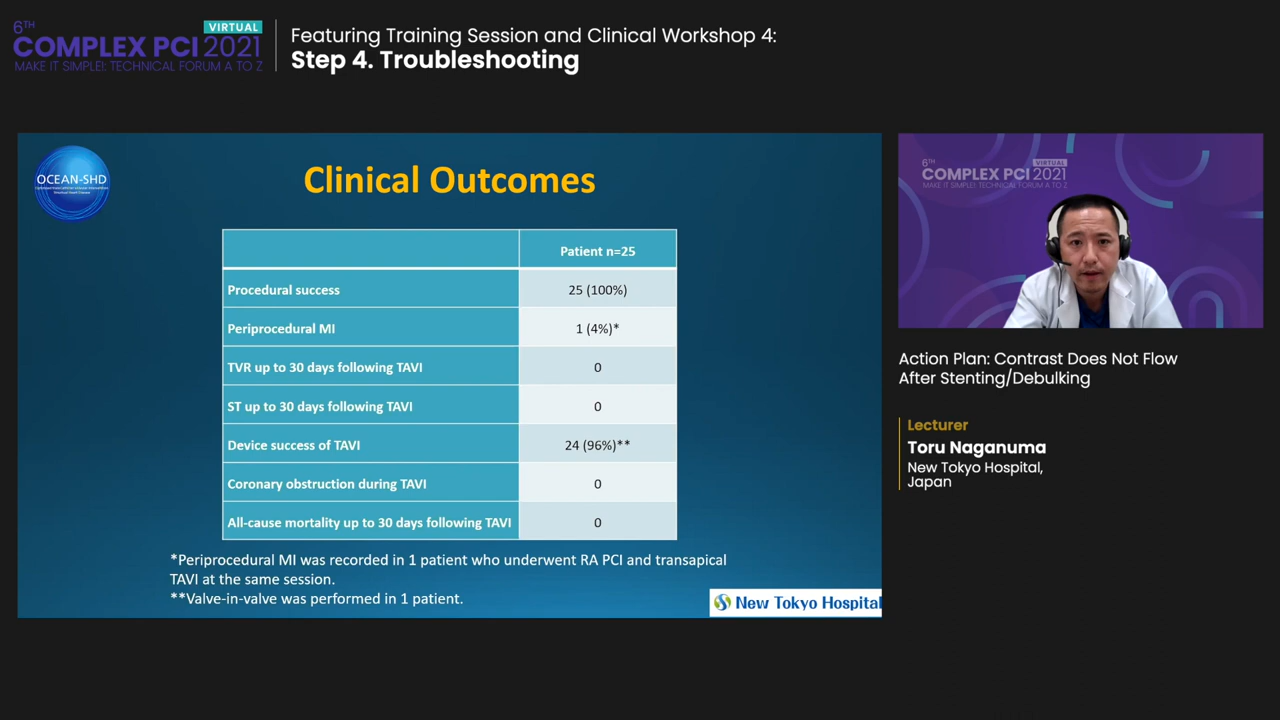 6TH
VIRTUAL
COMPLEX PCI 2021
MAKE IT SIMPLE!: TECHNICAL FORUM A TO Z
Featuring Training Session and Clinical Workshop 4:
Step 4. Troubleshooting
OCEAN-SHD
Clinical Outcomes
Patient n=25
Procedural success 25 (100%)
Periprocedural MI 1 (4%)*
TVR up to 30 days following TAVI 0
ST up to 30 days following TAVI 0
Device success of TAVI 24 (96%)**
Coronary obstruction during TAVI 0
All-cause mortality up to 30 days following TAVI 0
*Periprocedural MI was recorded in 1 patient who underwent RA PCI and transapical
TAVI at the same session.
**Valve-in-valve was performed in 1 patient.
New Tokyo Hospital
6TH
VIRTUAL
COMPLEX PCI 2021
MAKE IT SIMPLE!: TECHNICAL FORUM A TO Z
Action Plan: Contrast Does Not Flow
After Stenting/Debulking
Lecturer
Toru Naganuma
New Tokyo Hospital,
Japan